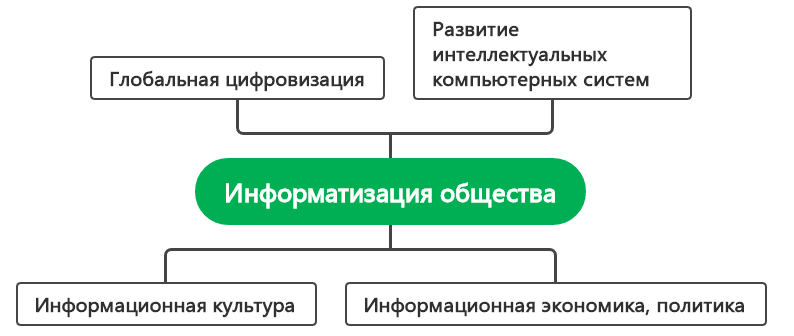 Развитие
интеллектуальных
компьютерных систем
Глобальная цифровизация
Информатизация общества
Информационная культура
Информационная экономика, политика